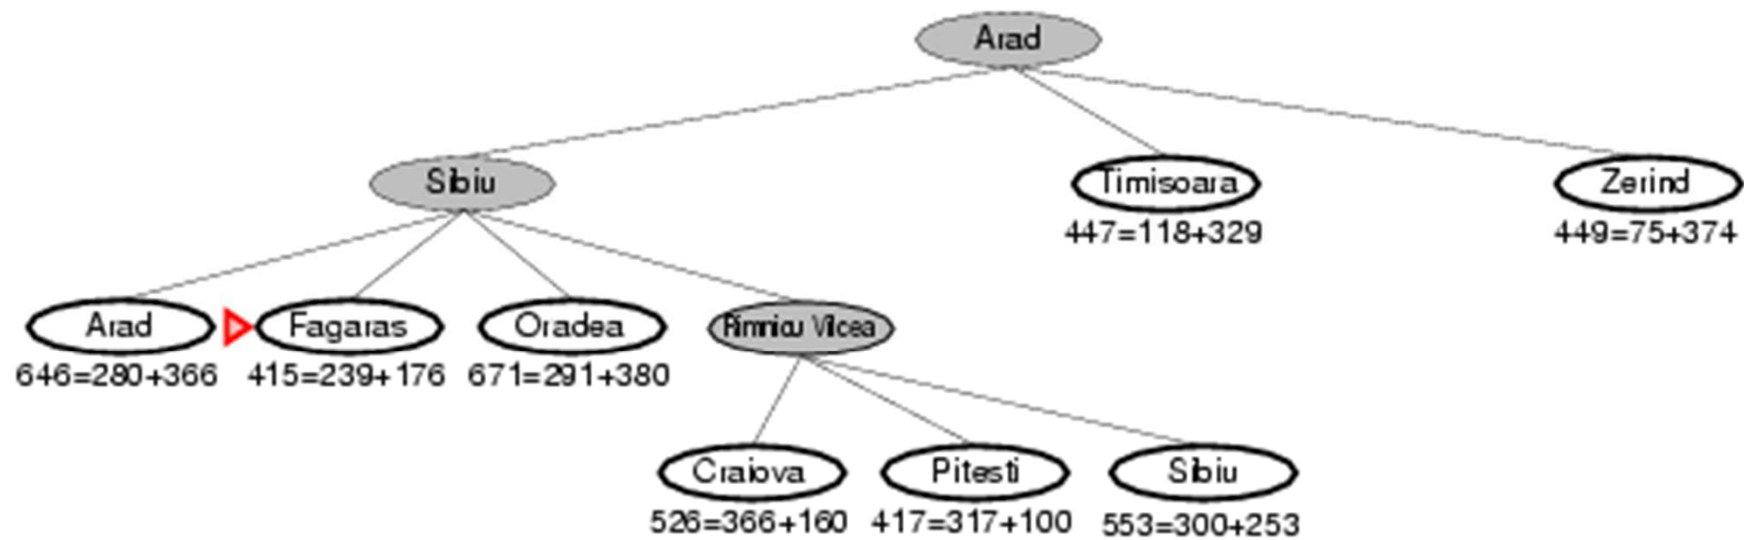 Arad
Sibiu
Timisoara
Zerind
447=118+329
449=75+374
Arad
Fagaras
Oradea
Rimnicu Vilcea
646=280+366
415=239+176
671=291+380
Craiova
Pitesti
Sibiu
526=366+160
417=317+100
553=300+253